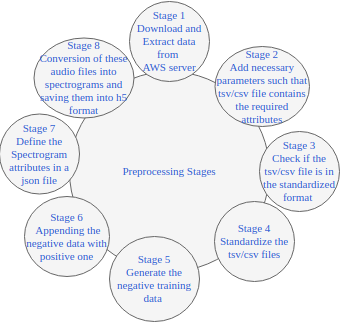 Stage 1
Download and
Extract data
from
AWS server
Stage 2
Add necessary
parameters such that
tsv/csv file contains
the required
attributes
Stage 3
Check if the
tsv/csv file is in
the standardized
format
Stage 4
Standardize the
tsv/csv files
Stage 5
Generate the
negative training
data
Stage 6
Appending the
negative data with
positive one
Stage 7
Define the
Spectrogram
attributes in a
json file
Stage 8
Conversion of these
audio files into
spectrograms and
saving them into h5
format
Preprocessing Stages